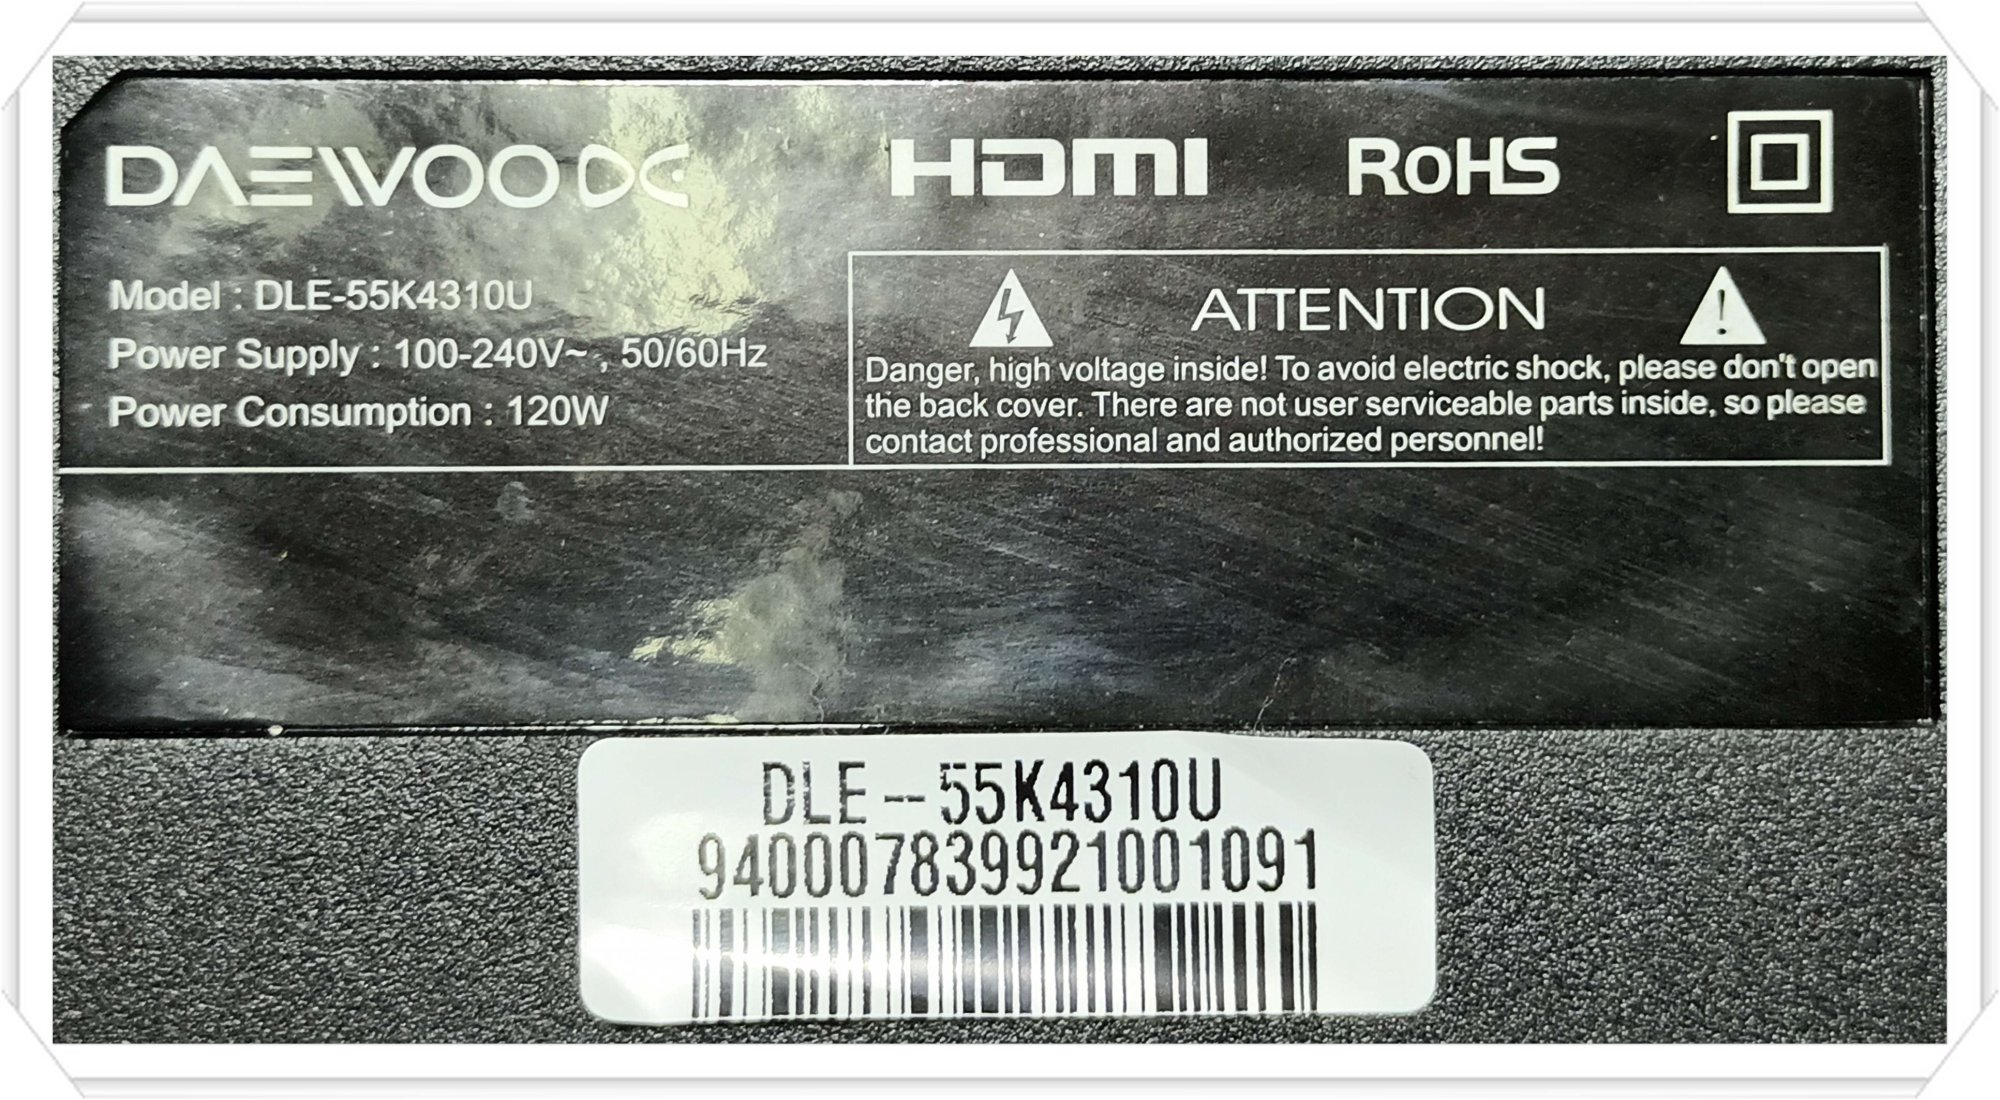 DAEWOO DE
HDMI
RoHS
Model : DLE-55K4310U
Power Supply : 100-240V~ , 50/60Hz
Power Consumption : 120W
ATTENTION
Danger, high voltage inside! To avoid electric shock, please don't open
the back cover. There are not user serviceable parts inside, so please
contact professional and authorized personnel!
DLE--55K4310U
940007839921001091